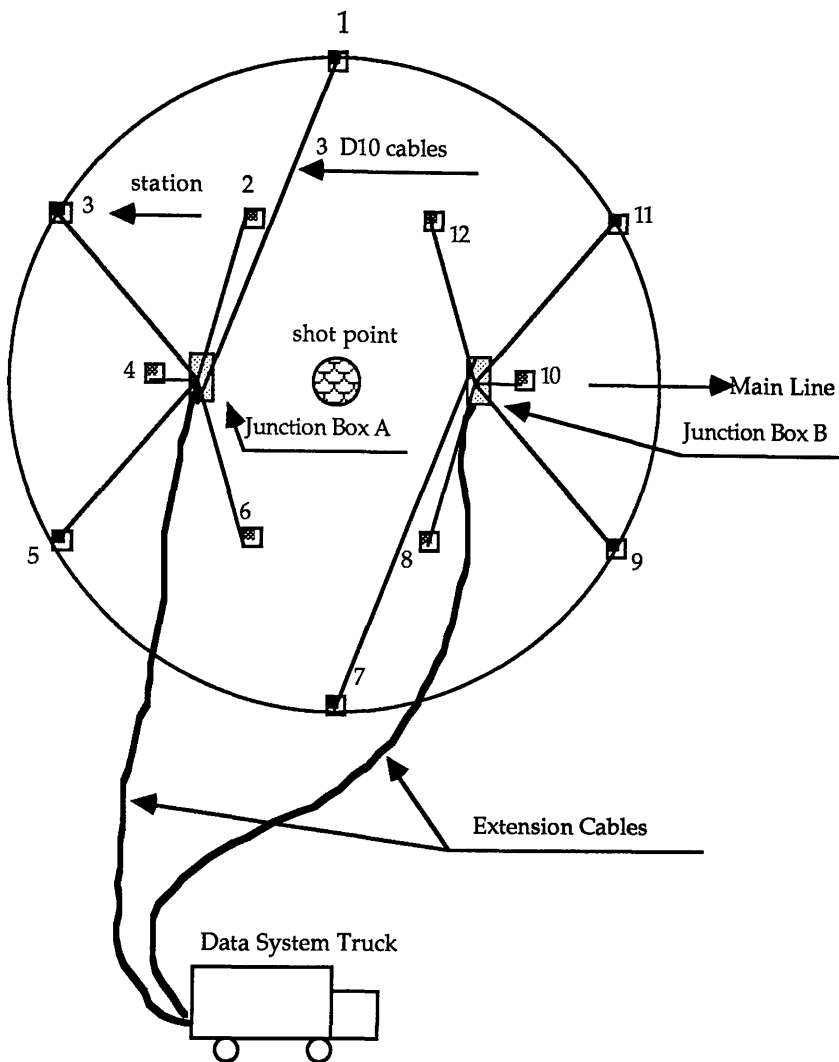 1
3 D10 cables
station
2
3
12
11
shot point
4
10
Main Line
Junction Box A
Junction Box B
6
5
8
9
7
Extension Cables
Data System Truck